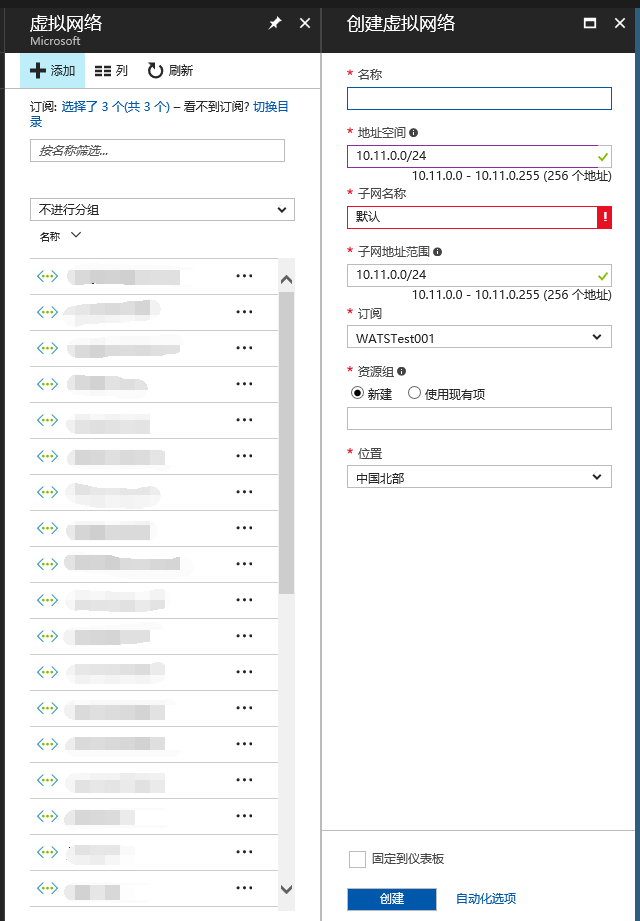 虚拟网络
Microsoft
添加 列 刷新
订阅: 选择了 3 个(共 3 个) – 看不到订阅? 切换目
录
按名称筛选...
不进行分组
名称
创建虚拟网络
* 名称
* 地址空间
10.11.0.0/24
10.11.0.0 - 10.11.0.255 (256 个地址)
* 子网名称
默认
* 子网地址范围
10.11.0.0/24
10.11.0.0 - 10.11.0.255 (256 个地址)
* 订阅
WATSTest001
* 资源组
新建 使用现有项
* 位置
中国北部
固定到仪表板
创建 自动化选项